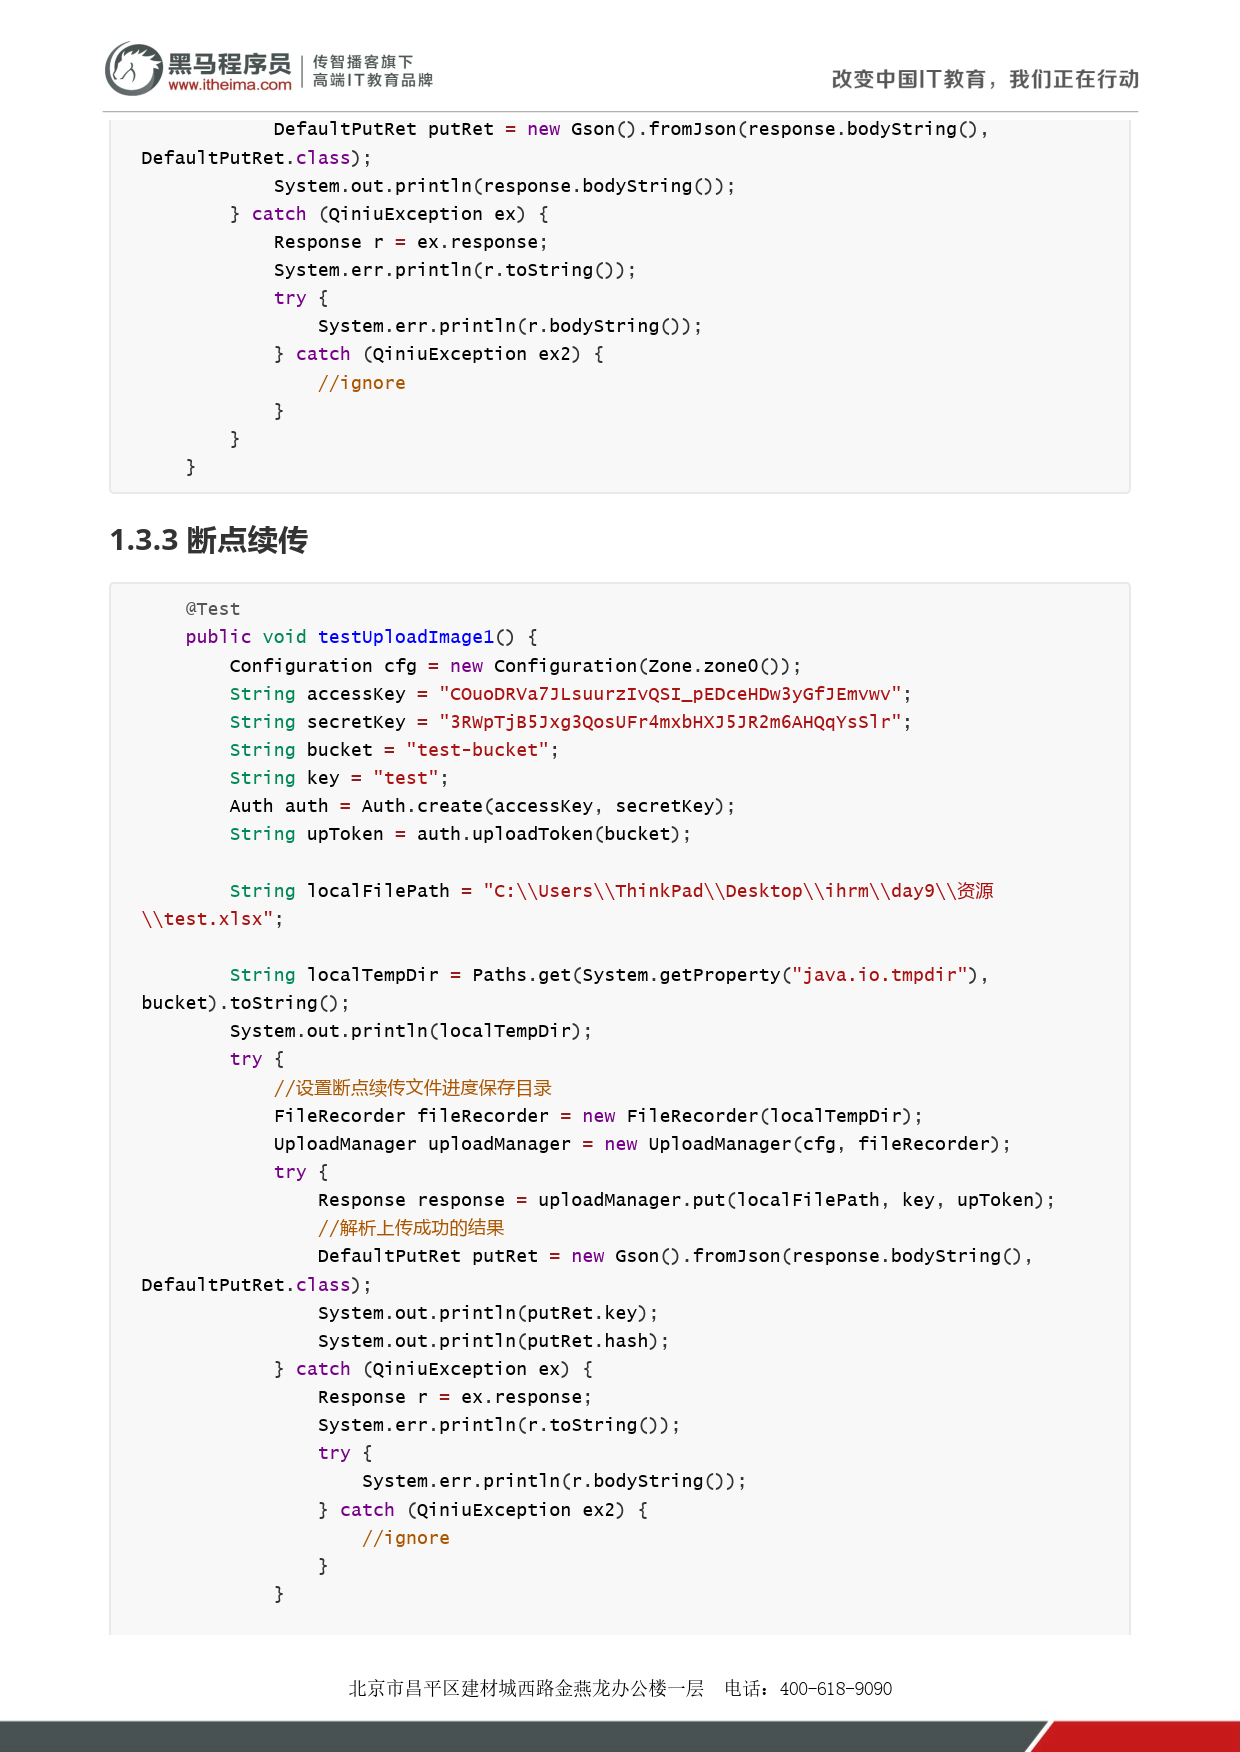 黑马程序员
www.itheima.com
传智播客旗下
高端IT教育品牌
改变中国IT教育，我们正在行动
            DefaultPutRet putRet = new Gson().fromJson(response.bodyString(),
DefaultPutRet.class);
            System.out.println(response.bodyString());
        } catch (QiniuException ex) {
            Response r = ex.response;
            System.err.println(r.toString());
            try {
                System.err.println(r.bodyString());
            } catch (QiniuException ex2) {
                //ignore
            }
        }
    }
1.3.3 断点续传
    @Test
    public void testUploadImage1() {
        Configuration cfg = new Configuration(Zone.zone0());
        String accessKey = "COuoDRVa7JLsuurzIvQSI_pEDceHDw3yGfJEmvwv";
        String secretKey = "3RWpTjB5Jxg3QosUFr4mxbHXJ5JR2m6AHQqYsSlr";
        String bucket = "test-bucket";
        String key = "test";
        Auth auth = Auth.create(accessKey, secretKey);
        String upToken = auth.uploadToken(bucket);
        String localFilePath = "C:\\Users\\ThinkPad\\Desktop\\ihrm\\day9\\资源
\\test.xlsx";
        String localTempDir = Paths.get(System.getProperty("java.io.tmpdir"),
bucket).toString();
        System.out.println(localTempDir);
        try {
            //设置断点续传文件进度保存目录
            FileRecorder fileRecorder = new FileRecorder(localTempDir);
            UploadManager uploadManager = new UploadManager(cfg, fileRecorder);
            try {
                Response response = uploadManager.put(localFilePath, key, upToken);
                //解析上传成功的结果
                DefaultPutRet putRet = new Gson().fromJson(response.bodyString(),
DefaultPutRet.class);
                System.out.println(putRet.key);
                System.out.println(putRet.hash);
            } catch (QiniuException ex) {
                Response r = ex.response;
                System.err.println(r.toString());
                try {
                    System.err.println(r.bodyString());
                } catch (QiniuException ex2) {
                    //ignore
                }
            }
北京市昌平区建材城西路金燕龙办公楼一层 电话：400-618-9090